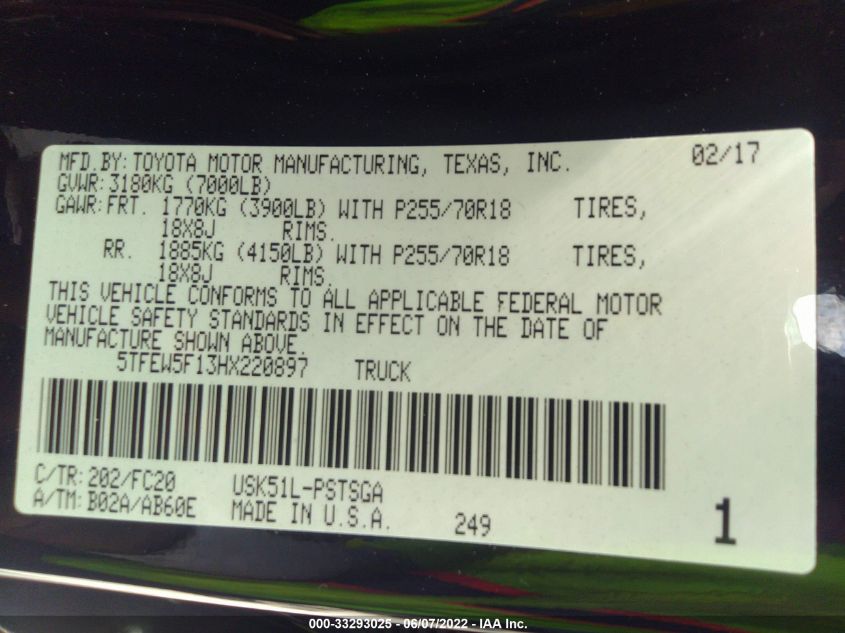 MFD. BY: TOYOTA MOTOR MANUFACTURING, TEXAS, INC. 02/17
GVWR: 3180KG (7000LB)
GAWR: FRT. 1770KG (3900LB) WITH P255/70R18 TIRES,
18X8J RIMS.
RR. 1885KG (4150LB) WITH P255/70R18 TIRES,
18X8J RIMS.
THIS VEHICLE CONFORMS TO ALL APPLICABLE FEDERAL MOTOR
VEHICLE SAFETY STANDARDS IN EFFECT ON THE DATE OF
MANUFACTURE SHOWN ABOVE.
5TFEW5F13HX220897 TRUCK
C/TR: 202/FC20 USK51L-PSTSGA
A/TM: B02A/AB60E MADE IN U.S.A. 249 1
000-33293025 - 06/07/2022 - IAA Inc.